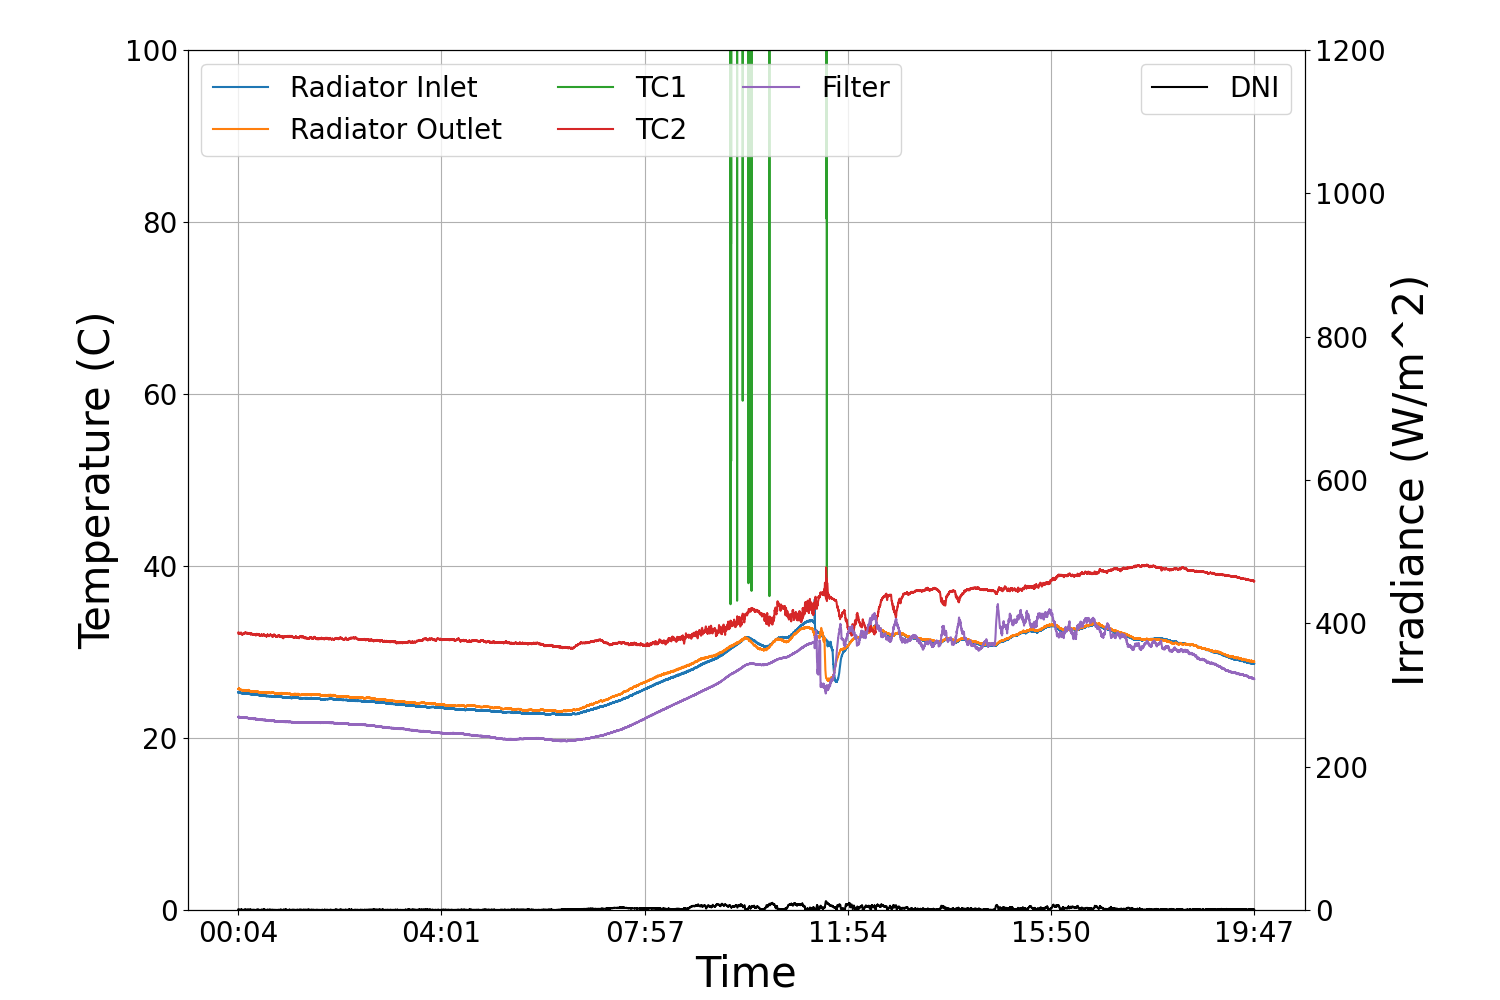 Radiator Inlet
Radiator Outlet
TC1
TC2
Filter
DNI
Temperature (C)
100
80
60
40
20
0
1200
1000
800
600
400
200
0
Irradiance (W/m^2)
00:04 04:01 07:57 11:54 15:50 19:47
Time